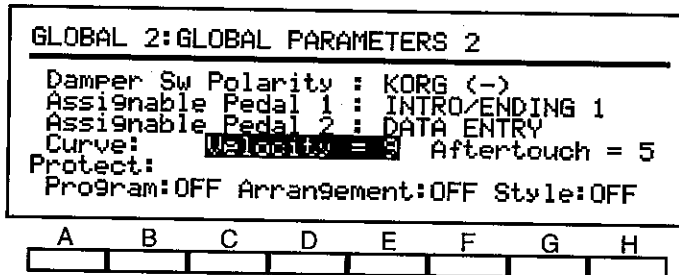 GLOBAL 2:GLOBAL PARAMETERS 2
Damper Sw Polarity : KORG (-)
Assignable Pedal 1 : INTRO/ENDING 1
Assignable Pedal 2 : DATA ENTRY
Curve: Velocity = 8 Aftertouch = 5
Protect:
Program:OFF Arrangement:OFF Style:OFF
A B C D E F G H